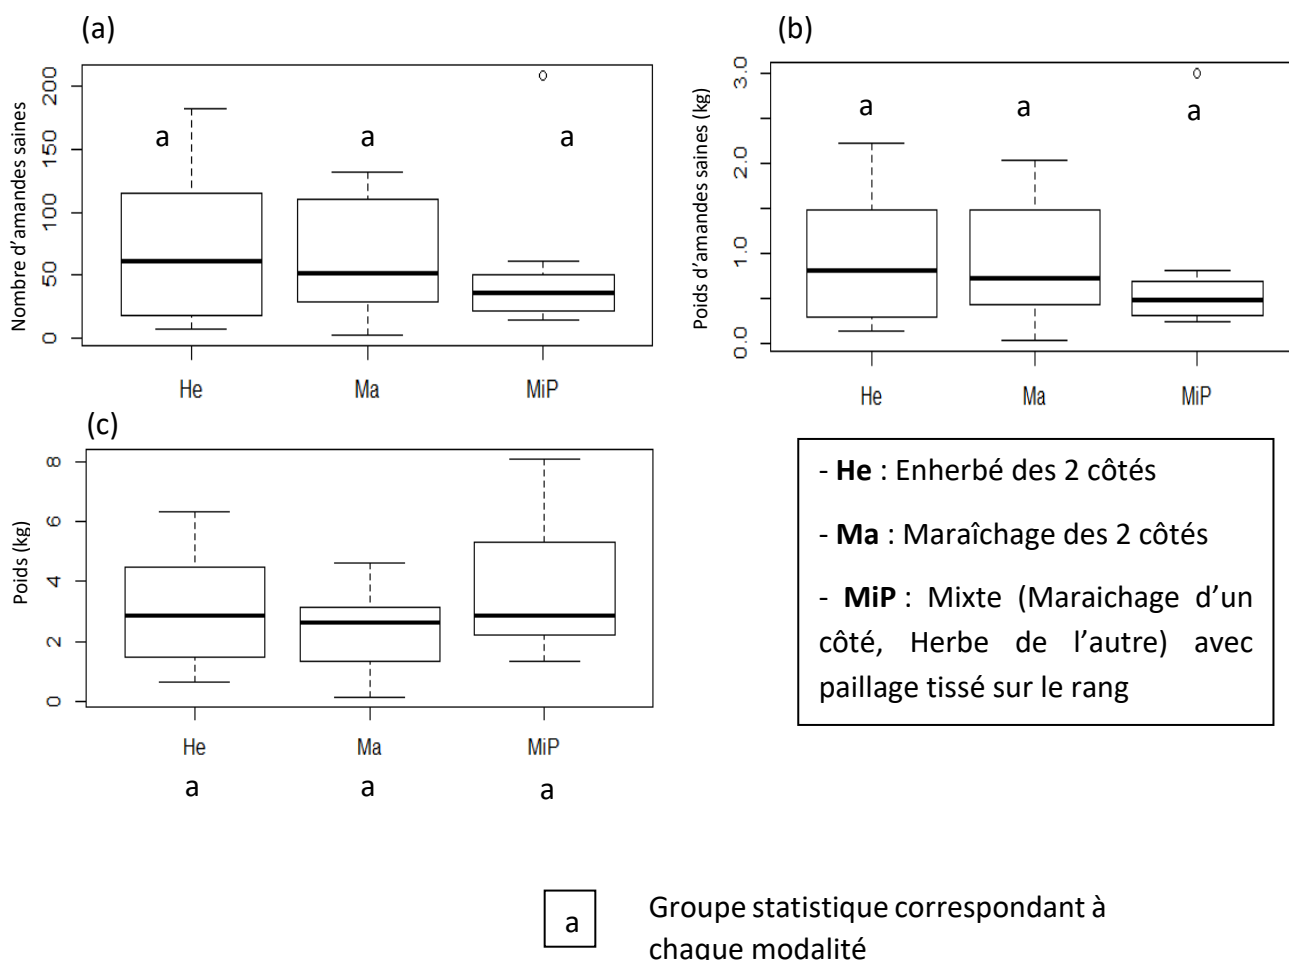 (a)
Nombre d'amandes saines
200
150
100
50
0
a
a
a
He
Ma
MiP
(b)
Poids d'amandes saines (kg)
3.0
2.0
1.0
0.0
a
a
a
He
Ma
MiP
(c)
Poids (kg)
8
6
4
2
0
He
Ma
MiP
a
a
a
- He : Enherbé des 2 côtés
- Ma : Maraîchage des 2 côtés
- MiP : Mixte (Maraichage d'un
côté, Herbe de l'autre) avec
paillage tissé sur le rang
a
Groupe statistique correspondant à
chaque modalité